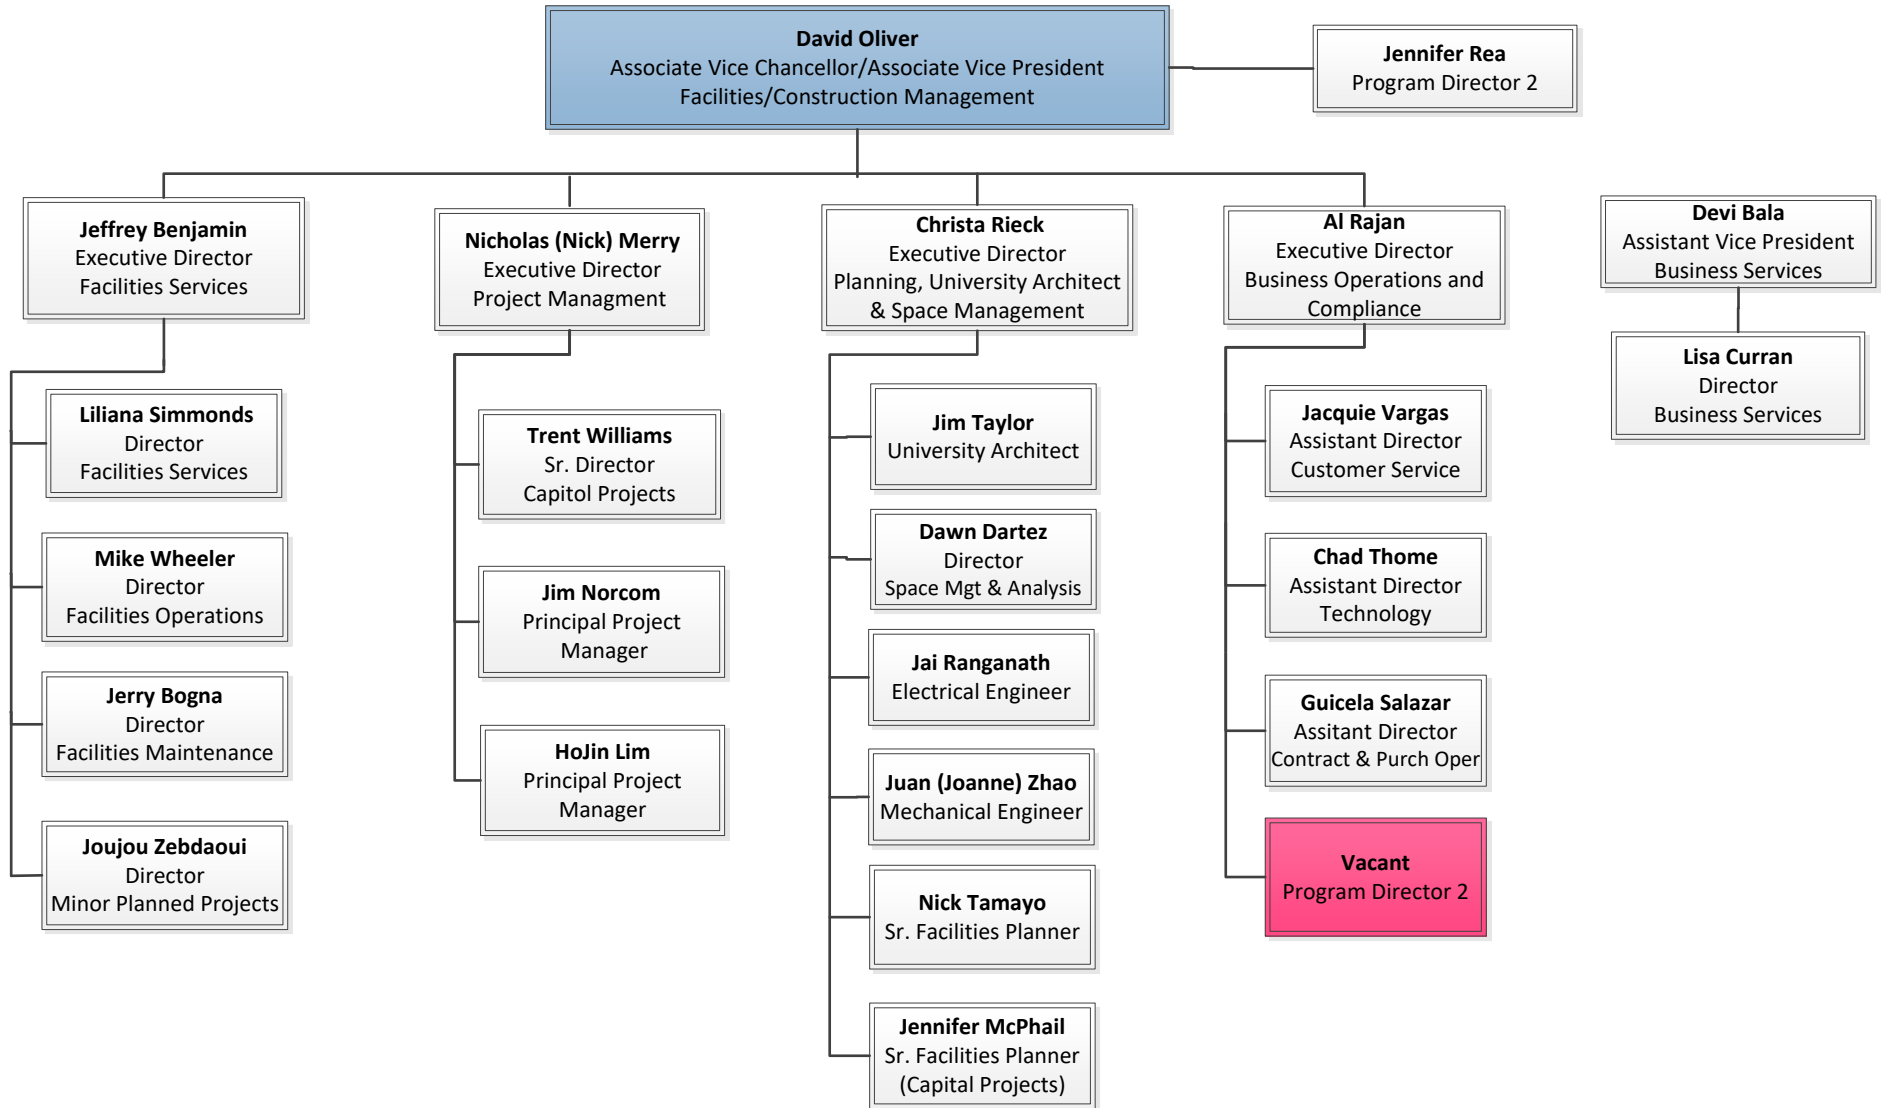 David Oliver
Associate Vice Chancellor/Associate Vice President
Facilities/Construction Management
Jennifer Rea
Program Director 2
Jeffrey Benjamin
Executive Director
Facilities Services
Nicholas (Nick) Merry
Executive Director
Project Managment
Christa Rieck
Executive Director
Planning, University Architect
& Space Management
Al Rajan
Executive Director
Business Operations and
Compliance
Devi Bala
Assistant Vice President
Business Services
Lisa Curran
Director
Business Services
Liliana Simmonds
Director
Facilities Services
Mike Wheeler
Director
Facilities Operations
Jerry Bogna
Director
Facilities Maintenance
Joujou Zebdaoui
Director
Minor Planned Projects
Trent Williams
Sr. Director
Capitol Projects
Jim Norcom
Principal Project
Manager
HoJin Lim
Principal Project
Manager
Jim Taylor
University Architect
Dawn Dartez
Director
Space Mgt & Analysis
Jai Ranganath
Electrical Engineer
Juan (Joanne) Zhao
Mechanical Engineer
Nick Tamayo
Sr. Facilities Planner
Jennifer McPhail
Sr. Facilities Planner
(Capital Projects)
Jacquie Vargas
Assistant Director
Customer Service
Chad Thome
Assistant Director
Technology
Guicela Salazar
Assitant Director
Contract & Purch Oper
Vacant
Program Director 2